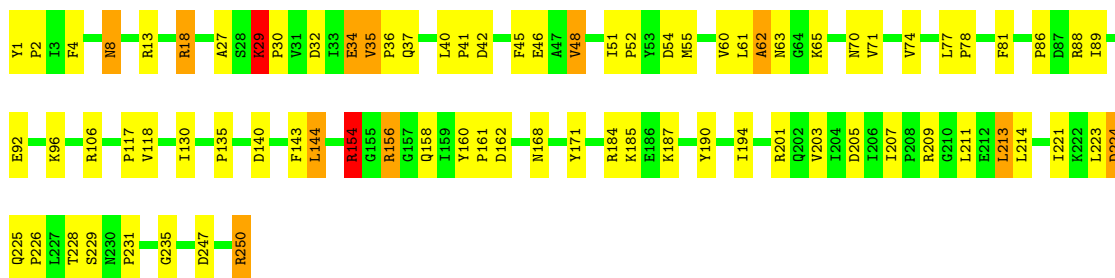 Y1 P2 I3 F4 N8 R13 R18 A27 S28 K29 P30 V31 D32 I33 E34 V35 P36 Q37 L40 P41 D42 F45 E46 A47 V48 I51 P52 Y53 D54 M55 V60 L61 A62 N63 G64 K65 N70 V71 V74 L77 P78 F81 P86 D87 R88 I89
E92 K96 R106 P117 V118 I130 P135 D140 F143 L144 R154 G155 R156 G157 Q158 I159 Y160 P161 D162 N168 Y171 R184 K185 E186 K187 Y190 I194 R201 Q202 V203 I204 D205 I206 I207 P208 R209 G210 L211 E212 L213 L214 I221 K222 L223 D224
Q225 P226 L227 T228 S229 N230 P231 G235 D247 R250